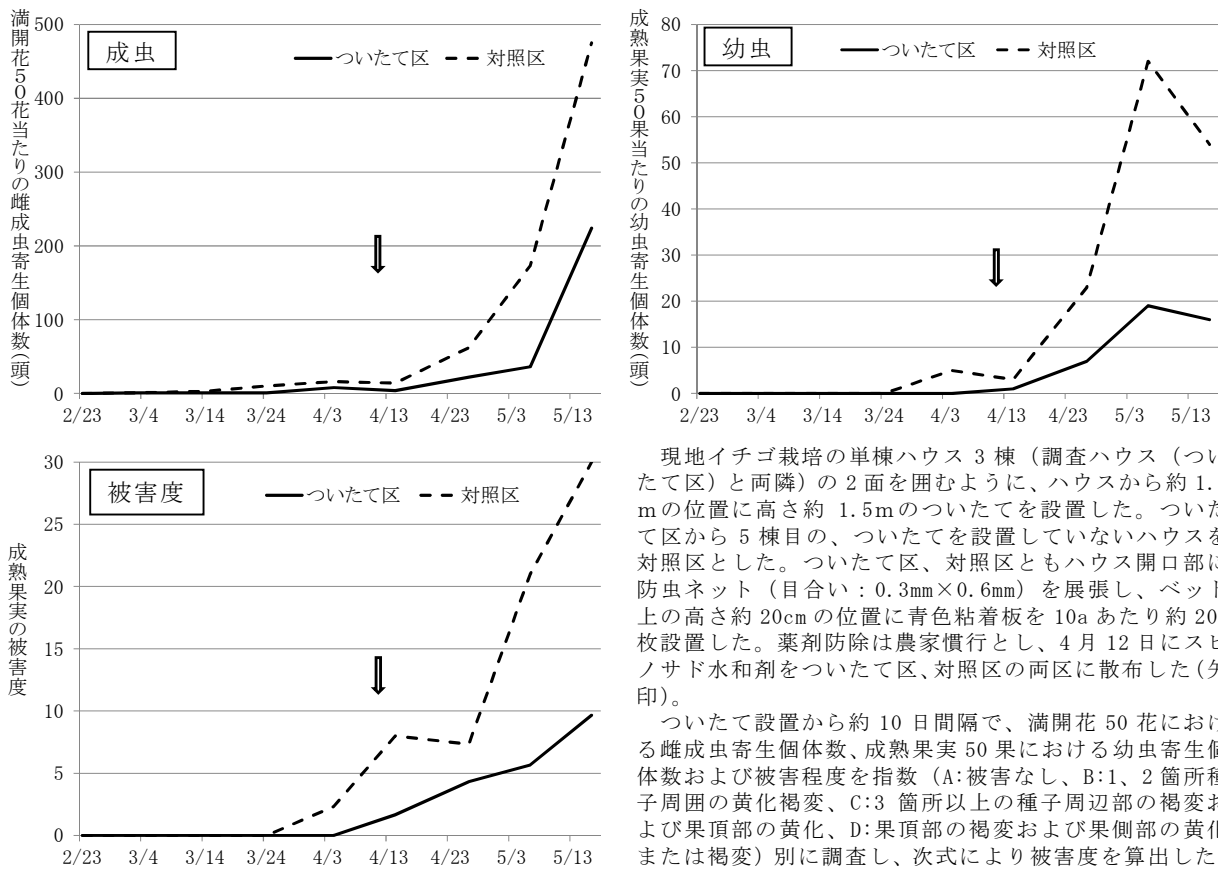 満開花50花当たりの雌成虫寄生個体数(頭)
成虫
ついたて区
対照区
500
400
300
200
100
0
2/23 3/4 3/14 3/24 4/3 4/13 4/23 5/3 5/13
成熟果実50果当たりの幼虫寄生個体数(頭)
幼虫
ついたて区
対照区
80
70
60
50
40
30
20
10
0
2/23 3/4 3/14 3/24 4/3 4/13 4/23 5/3 5/13
成熟果実の被害度
被害度
ついたて区
対照区
30
25
20
15
10
5
0
2/23 3/4 3/14 3/24 4/3 4/13 4/23 5/3 5/13
現地イチゴ栽培の単棟ハウス 3 棟（調査ハウス（つい
たて区）と両隣）の 2 面を囲むように、ハウスから約 1.
mの位置に高さ約 1.5mのついたてを設置した。ついた
て区から 5 棟目の、ついたてを設置していないハウスを
対照区とした。ついたて区、対照区ともハウス開口部に
防虫ネット（目合い：0.3mm×0.6mm）を展張し、ベッド
上の高さ約 20cm の位置に青色粘着板を 10a あたり約 20
枚設置した。薬剤防除は農家慣行とし、4 月 12 日にスピ
ノサド水和剤をついたて区、対照区の両区に散布した(矢
印)。
ついたて設置から約 10 日間隔で、満開花 50 花におけ
る雌成虫寄生個体数、成熟果実 50 果における幼虫寄生個
体数および被害程度を指数（A:被害なし、B:1、2 箇所種
子周囲の黄化褐変、C:3 箇所以上の種子周辺部の褐変お
よび果頂部の黄化、D:果頂部の褐変および果側部の黄化
または褐変）別に調査し、次式により被害度を算出した